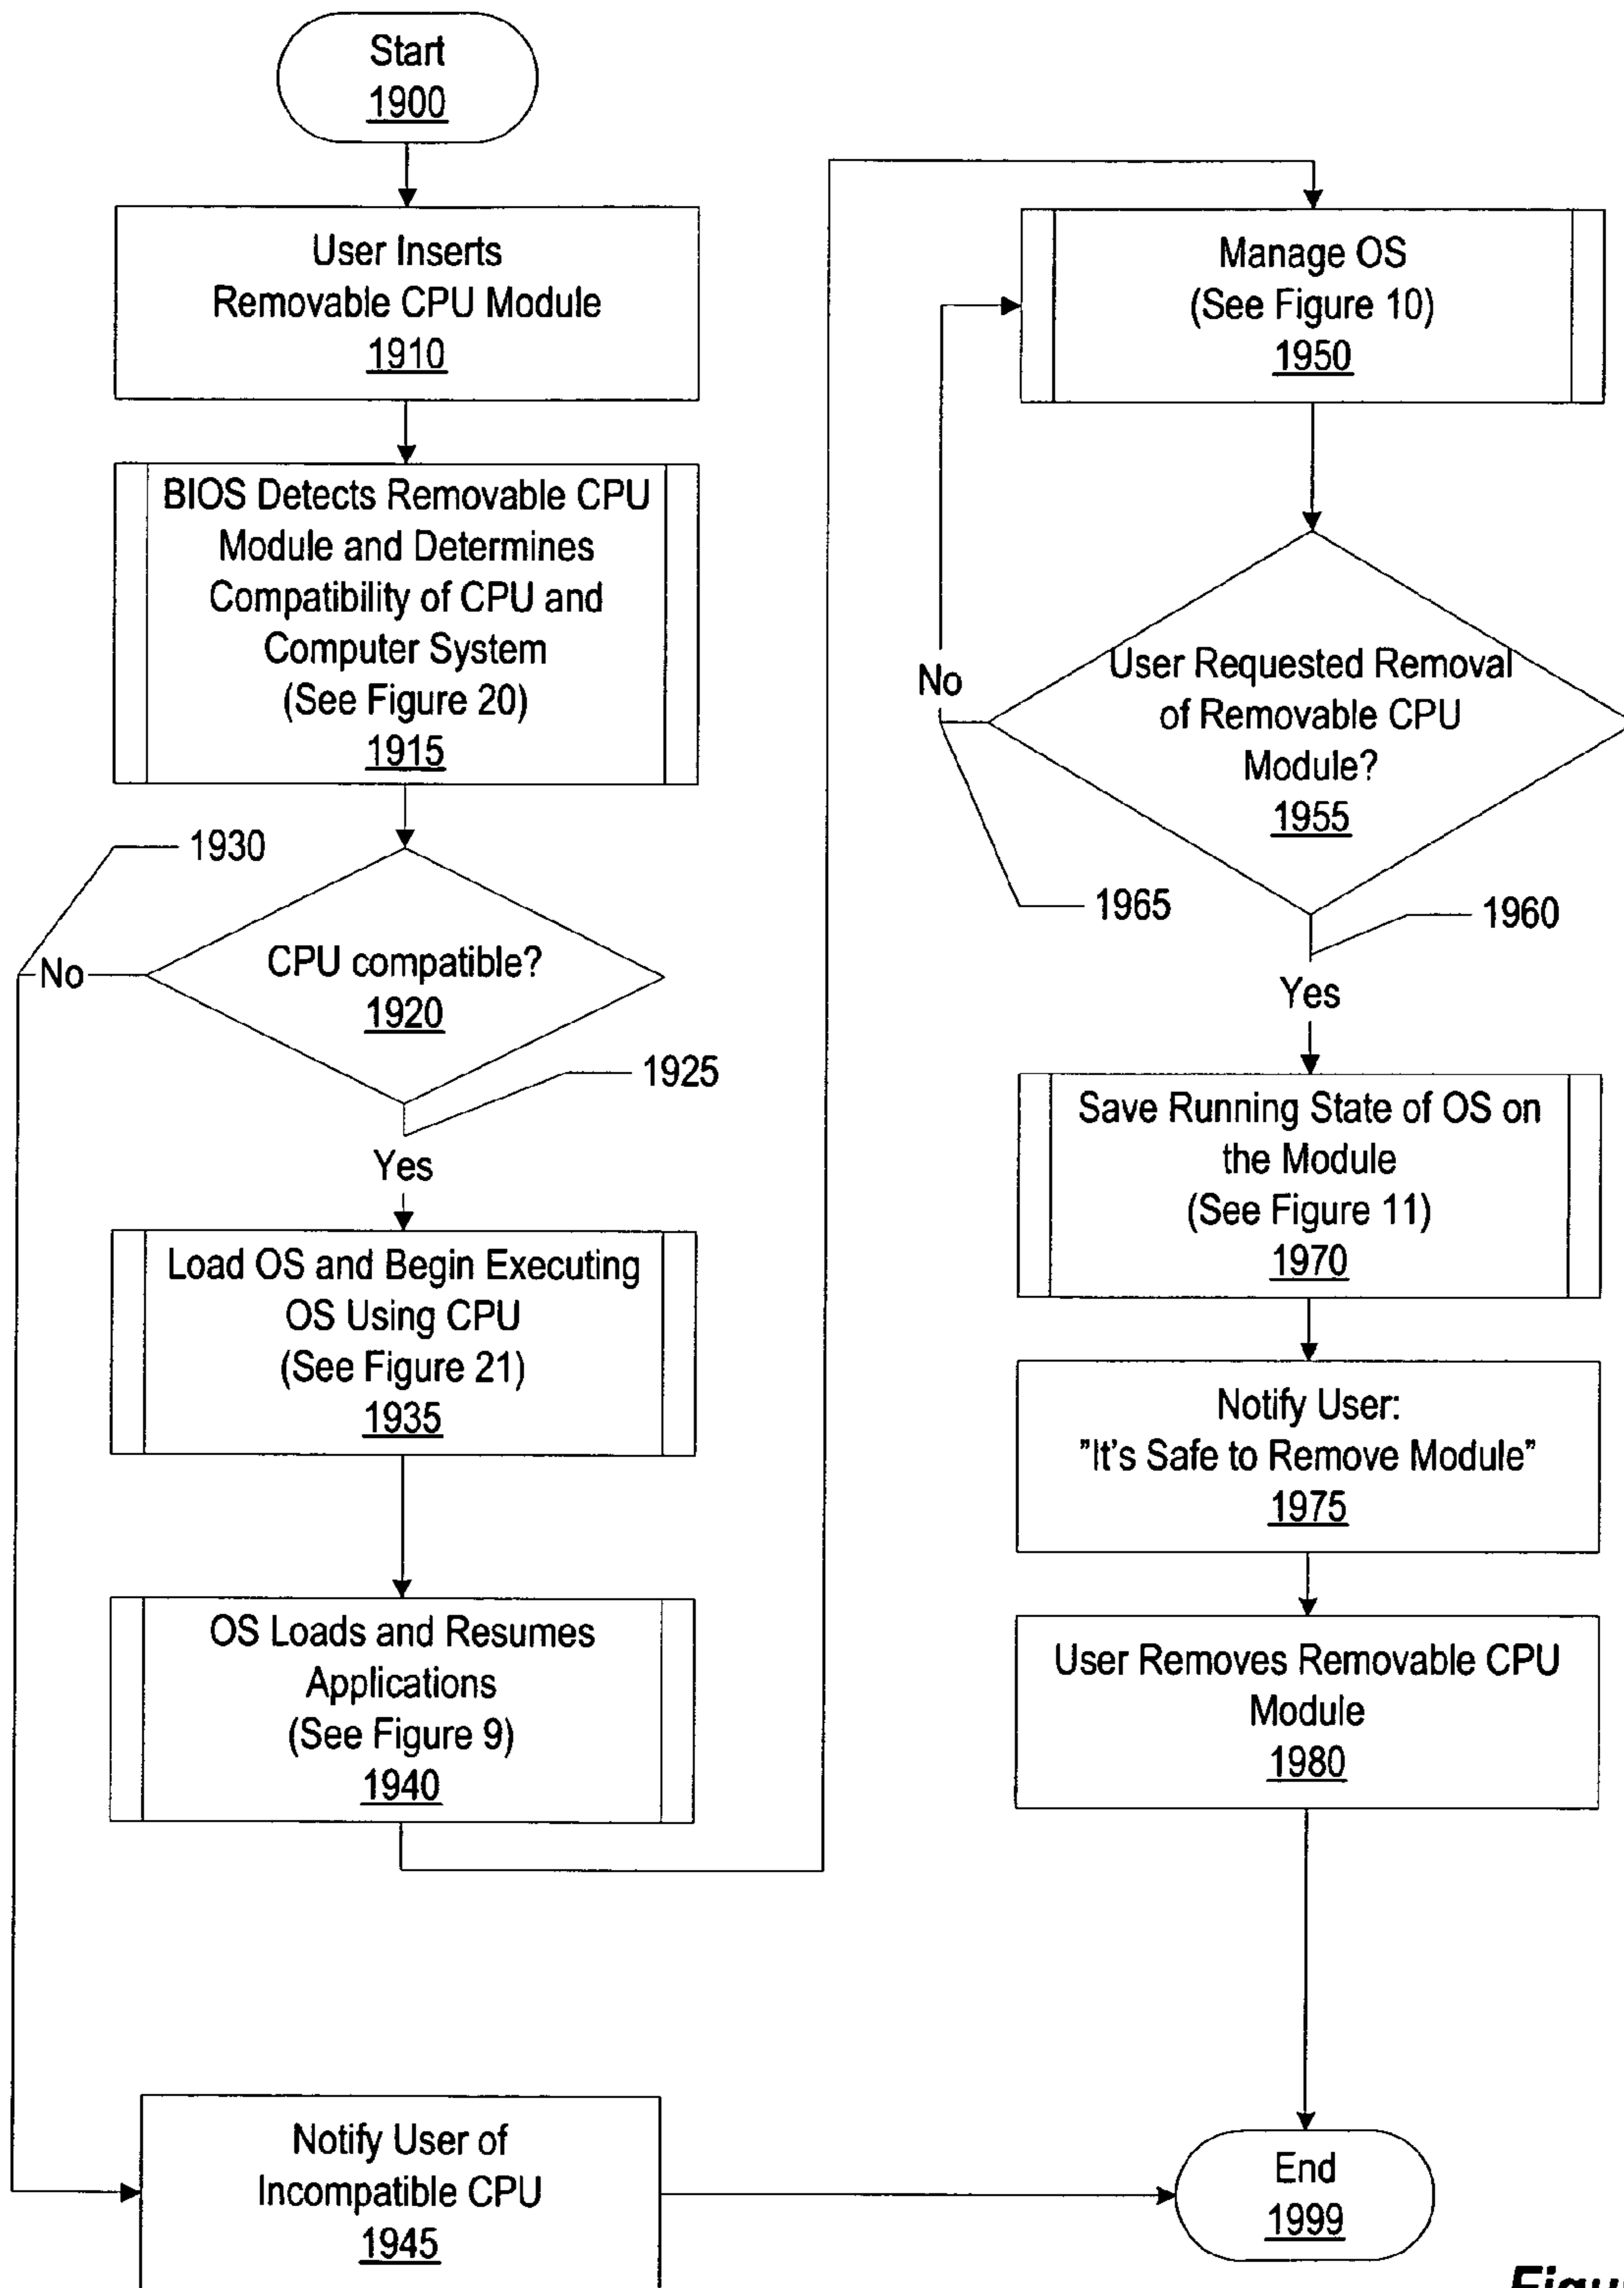 Start
1900
User Inserts
Removable CPU Module
1910
BIOS Detects Removable CPU
Module and Determines
Compatibility of CPU and
Computer System
(See Figure 20)
1915
1930
No
CPU compatible?
1920
1925
Yes
Load OS and Begin Executing
OS Using CPU
(See Figure 21)
1935
OS Loads and Resumes
Applications
(See Figure 9)
1940
Notify User of
Incompatible CPU
1945
Manage OS
(See Figure 10)
1950
No
User Requested Removal
of Removable CPU
Module?
1955
1965
1960
Yes
Save Running State of OS on
the Module
(See Figure 11)
1970
Notify User:
"It's Safe to Remove Module"
1975
User Removes Removable CPU
Module
1980
End
1999